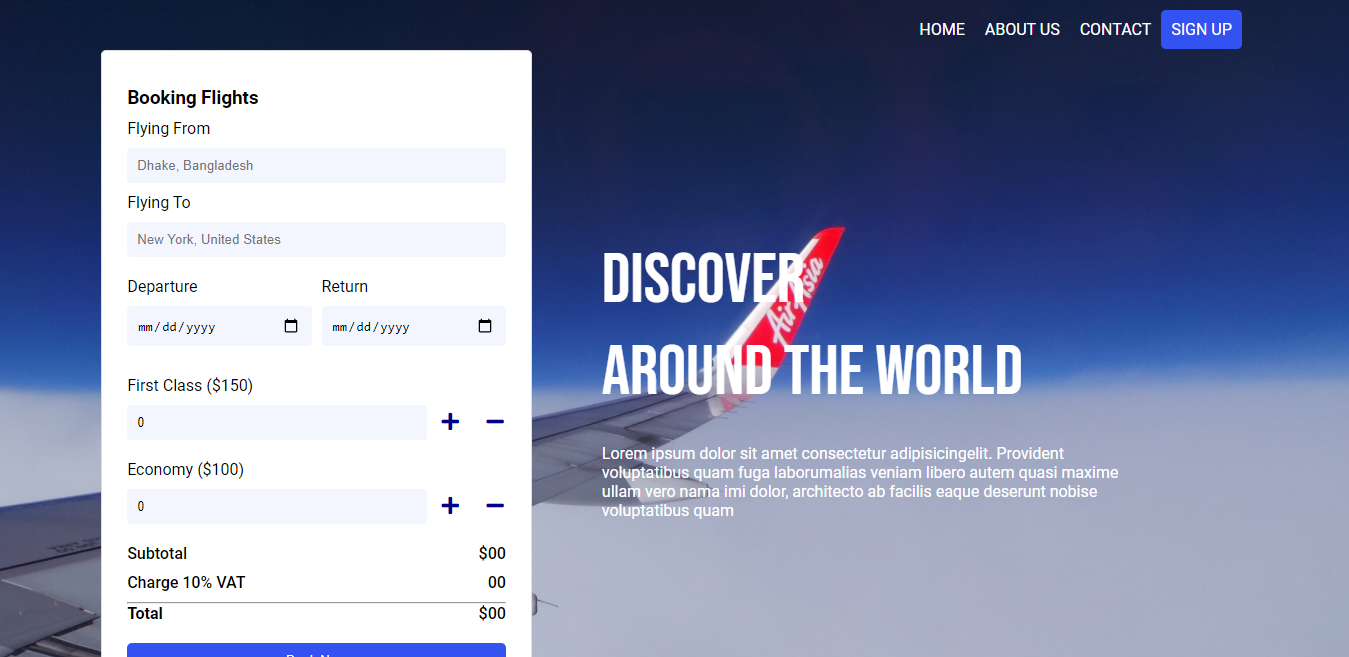 HOME ABOUT US CONTACT SIGN UP
Booking Flights
Flying From
Dhake, Bangladesh
Flying To
New York, United States
Departure Return
mm/dd/yyyy mm/dd/yyyy
First Class ($150)
0
Economy ($100)
0
Subtotal $00
Charge 10% VAT 00
Total $00
DISCOVER
AirAsia
AROUND THE WORLD
Lorem ipsum dolor sit amet consectetur adipisicingelit. Provident
voluptatibus quam fuga laborumalias veniam libero autem quasi maxime
ullam vero nama imi dolor, architecto ab facilis eaque deserunt nobise
voluptatibus quam